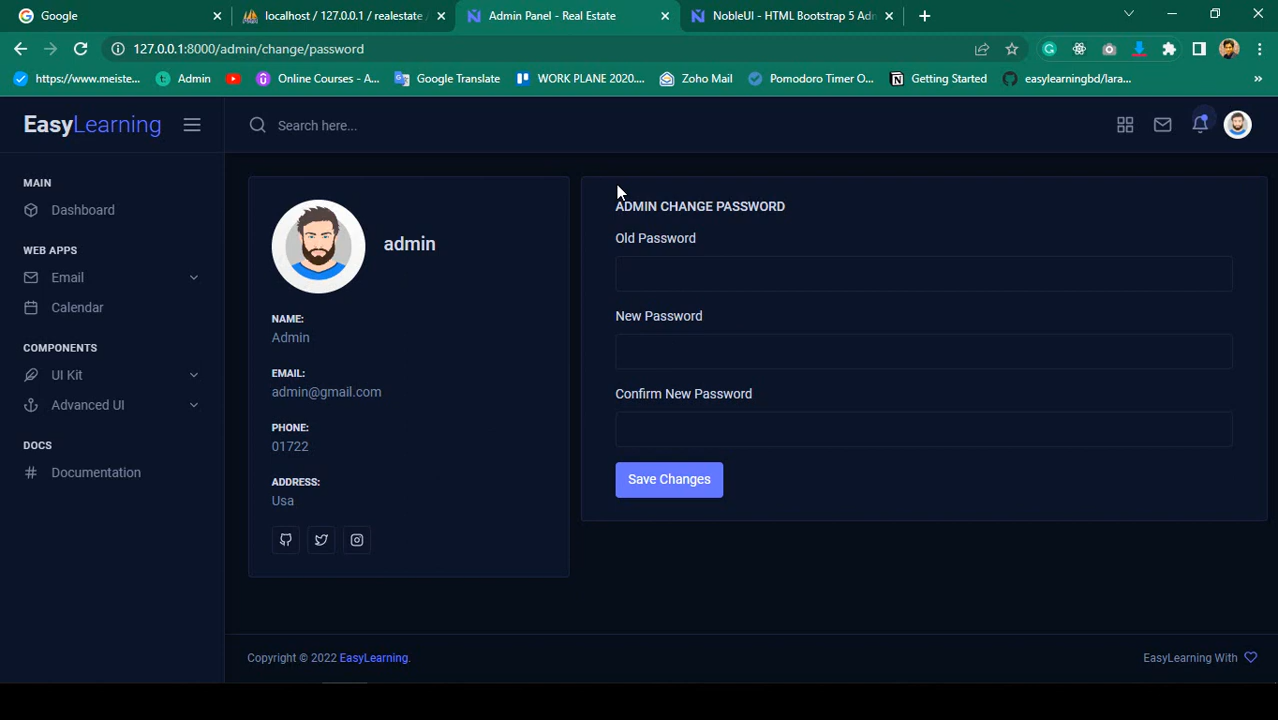 Google
localhost / 127.0.0.1 / realestate
Admin Panel - Real Estate
NobleUI - HTML Bootstrap 5 Adm
127.0.0.1:8000/admin/change/password
https://www.meiste...
Admin
Online Courses - A...
Google Translate
WORK PLANE 2020....
Zoho Mail
Pomodoro Timer O...
Getting Started
easylearningbd/lara...
EasyLearning
Search here...
MAIN
Dashboard
WEB APPS
Email
Calendar
COMPONENTS
UI Kit
Advanced UI
DOCS
Documentation
admin
NAME:
Admin
EMAIL:
admin@gmail.com
PHONE:
01722
ADDRESS:
Usa
ADMIN CHANGE PASSWORD
Old Password
New Password
Confirm New Password
Save Changes
Copyright © 2022 EasyLearning.
EasyLearning With